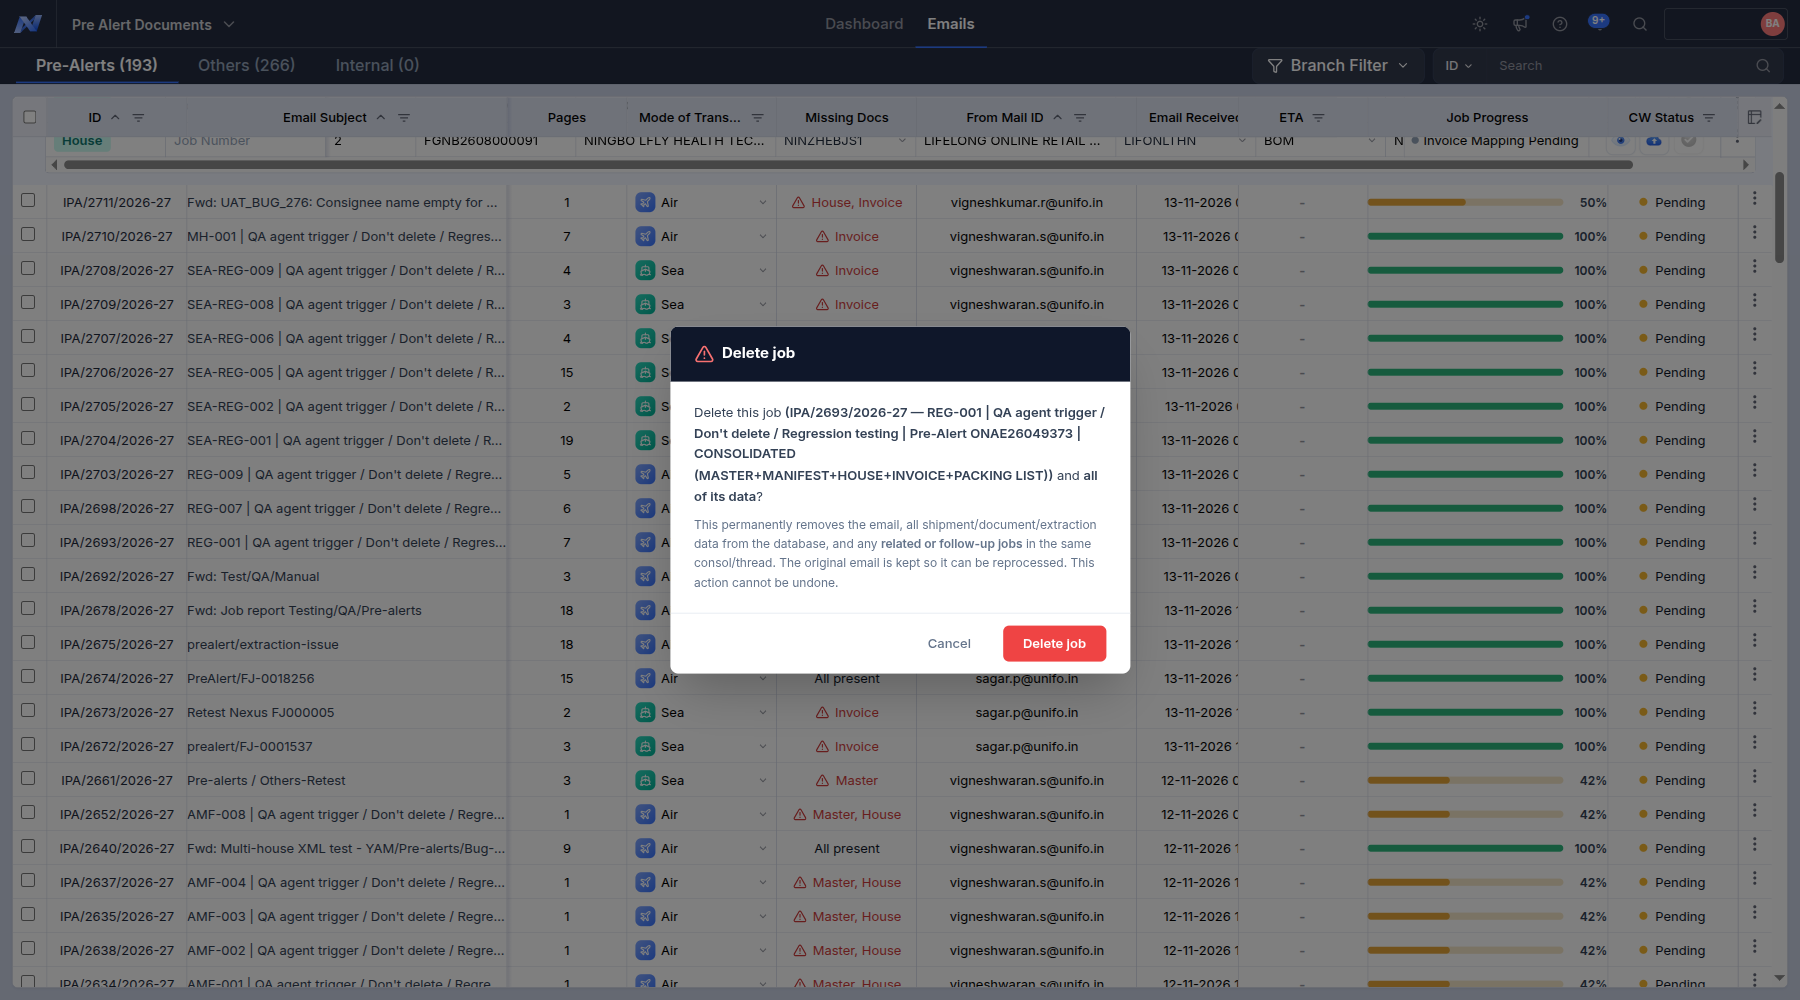 Pre Alert Documents
Dashboard
Emails
9+
BA
Pre-Alerts (193)
Others (266)
Internal (0)
Branch Filter
ID
Search
ID Email Subject Pages Mode of Trans... Missing Docs From Mail ID Email Received ETA Job Progress CW Status
House Job Number 2 FGNB2608000091 NINGBO LFLY HEALTH TEC... NINZHEBJS1 LIFELONG ONLINE RETAIL ... LIFONLTHN BOM N Invoice Mapping Pending
IPA/2711/2026-27 Fwd: UAT_BUG_276: Consignee name empty for ... 1 Air House, Invoice vigneshkumar.r@unifo.in 13-11-2026 - 50% Pending
IPA/2710/2026-27 MH-001 | QA agent trigger / Don't delete / Regres... 7 Air Invoice vigneshwaran.s@unifo.in 13-11-2026 - 100% Pending
IPA/2708/2026-27 SEA-REG-009 | QA agent trigger / Don't delete / R... 4 Sea Invoice vigneshwaran.s@unifo.in 13-11-2026 - 100% Pending
IPA/2709/2026-27 SEA-REG-008 | QA agent trigger / Don't delete / R... 3 Sea Invoice vigneshwaran.s@unifo.in 13-11-2026 - 100% Pending
IPA/2707/2026-27 SEA-REG-006 | QA agent trigger / Don't delete / R... 4 13-11-2026 - 100% Pending
IPA/2706/2026-27 SEA-REG-005 | QA agent trigger / Don't delete / R... 15 13-11-2026 - 100% Pending
IPA/2705/2026-27 SEA-REG-002 | QA agent trigger / Don't delete / R... 2 13-11-2026 - 100% Pending
IPA/2704/2026-27 SEA-REG-001 | QA agent trigger / Don't delete / R... 19 13-11-2026 - 100% Pending
IPA/2703/2026-27 REG-009 | QA agent trigger / Don't delete / Regres... 5 13-11-2026 - 100% Pending
IPA/2698/2026-27 REG-007 | QA agent trigger / Don't delete / Regre... 6 13-11-2026 - 100% Pending
IPA/2693/2026-27 REG-001 | QA agent trigger / Don't delete / Regres... 7 13-11-2026 - 100% Pending
IPA/2692/2026-27 Fwd: Test/QA/Manual 3 13-11-2026 - 100% Pending
IPA/2678/2026-27 Fwd: Job report Testing/QA/Pre-alerts 18 13-11-2026 - 100% Pending
IPA/2675/2026-27 prealert/extraction-issue 18 13-11-2026 - 100% Pending
IPA/2674/2026-27 PreAlert/FJ-0018256 15 Air All present sagar.p@unifo.in 13-11-2026 - 100% Pending
IPA/2673/2026-27 Retest Nexus FJ000005 2 Sea Invoice sagar.p@unifo.in 13-11-2026 - 100% Pending
IPA/2672/2026-27 prealert/FJ-0001537 3 Sea Invoice sagar.p@unifo.in 13-11-2026 - 100% Pending
IPA/2661/2026-27 Pre-alerts / Others-Retest 3 Sea Master vigneshwaran.s@unifo.in 12-11-2026 - 42% Pending
IPA/2652/2026-27 AMF-008 | QA agent trigger / Don't delete / Regre... 1 Air Master, House vigneshwaran.s@unifo.in 12-11-2026 - 42% Pending
IPA/2640/2026-27 Fwd: Multi-house XML test - YAM/Pre-alerts/Bug-... 9 Air All present vigneshwaran.s@unifo.in 12-11-2026 - 100% Pending
IPA/2637/2026-27 AMF-004 | QA agent trigger / Don't delete / Regre... 1 Air Master, House vigneshwaran.s@unifo.in 12-11-2026 - 42% Pending
IPA/2635/2026-27 AMF-003 | QA agent trigger / Don't delete / Regre... 1 Air Master, House vigneshwaran.s@unifo.in 12-11-2026 - 42% Pending
IPA/2638/2026-27 AMF-002 | QA agent trigger / Don't delete / Regre... 1 Air Master, House vigneshwaran.s@unifo.in 12-11-2026 - 42% Pending
IPA/2634/2026-27 AMF-001 | QA agent trigger / Don't delete / Regre... 1 Air Master, House vigneshwaran.s@unifo.in 12-11-2026 - 42% Pending
Delete job
Delete this job (IPA/2693/2026-27 — REG-001 | QA agent trigger /
Don't delete / Regression testing | Pre-Alert ONAE26049373 |
CONSOLIDATED
(MASTER+MANIFEST+HOUSE+INVOICE+PACKING LIST)) and all
of its data?
This permanently removes the email, all shipment/document/extraction
data from the database, and any related or follow-up jobs in the same
consol/thread. The original email is kept so it can be reprocessed. This
action cannot be undone.
Cancel
Delete job